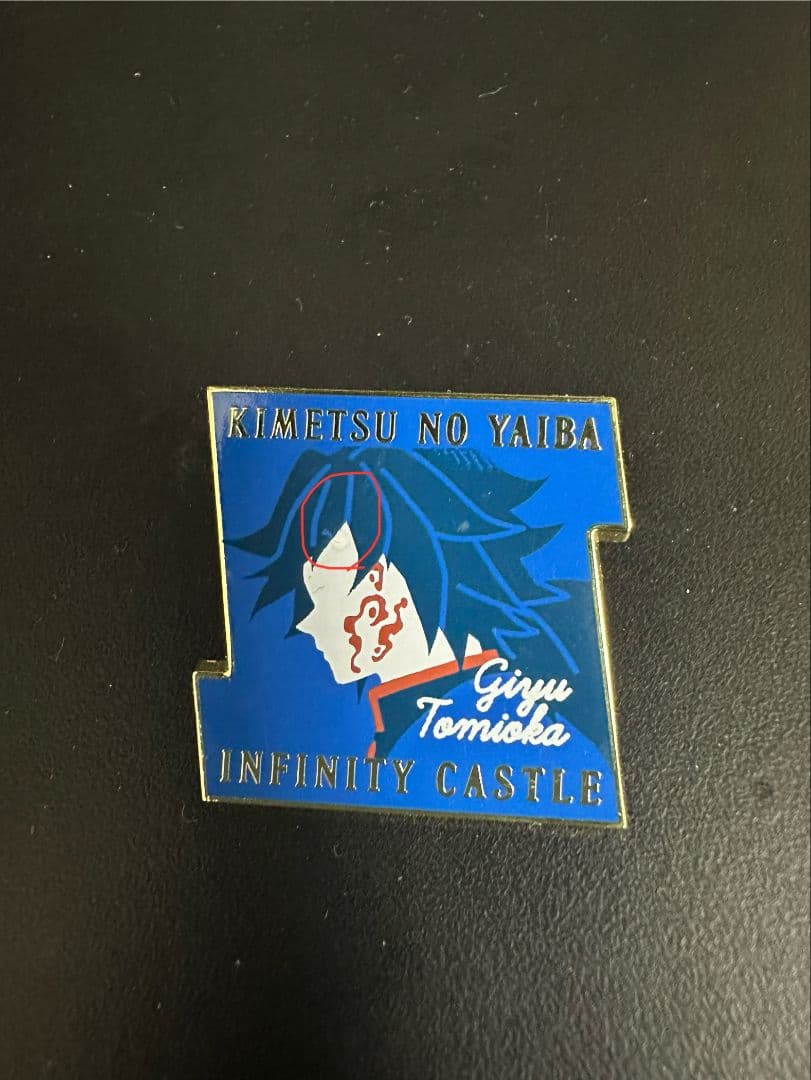 KIMETSU NO YAIBA
Giyu
Tomioka
INFINITY CASTLE